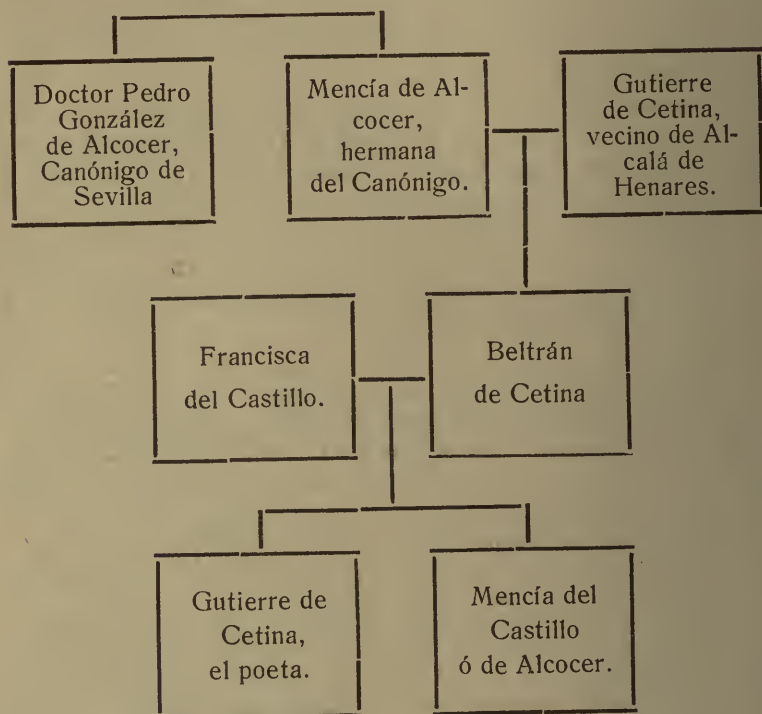 Doctor Pedro
González
de Alcocer,
Canónigo de
Sevilla
Mencía de Al-
cocer,
hermana
del Canónigo.
Gutierre
de Cetina,
vecino de Al-
calá de
Henares.
Francisca
del Castillo.
Beltrán
de Cetina
Gutierre de
Cetina,
el poeta.
Mencía del
Castillo
ó de Alcocer.